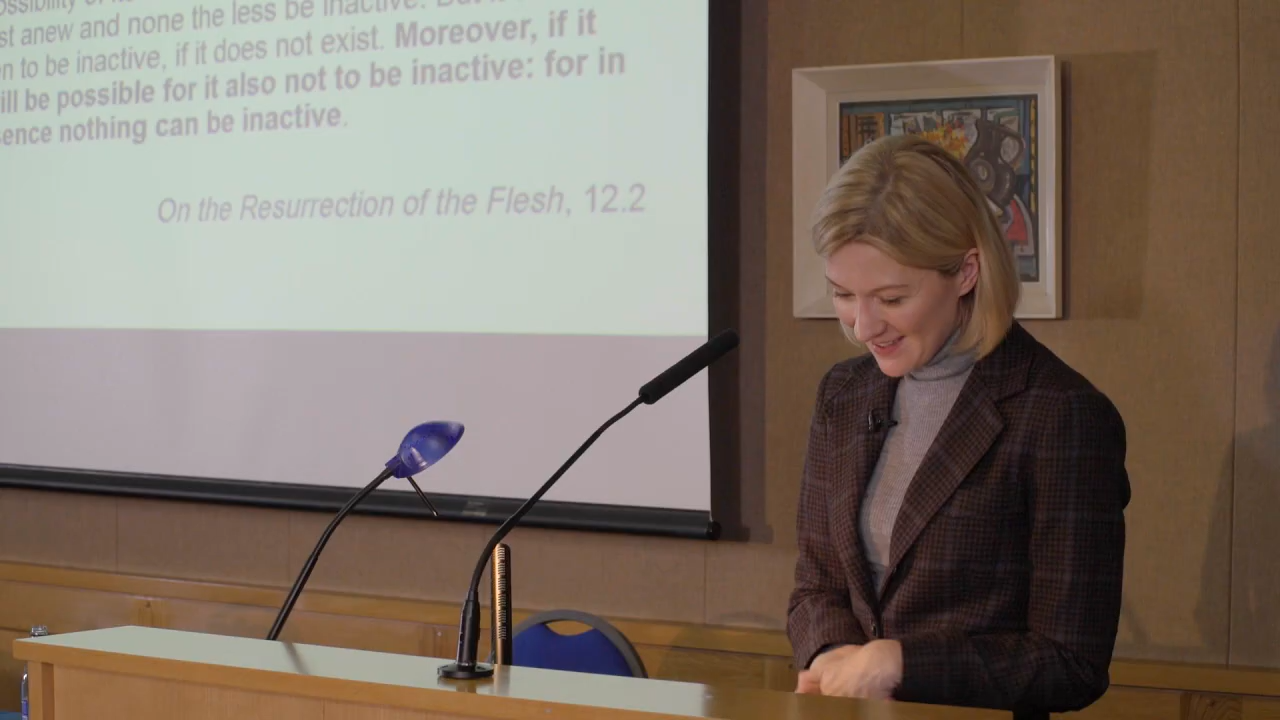 st anew and none the less be inactive.
en to be inactive, if it does not exist. Moreover, if it
ill be possible for it also not to be inactive: for in
sence nothing can be inactive.
On the Resurrection of the Flesh, 12.2